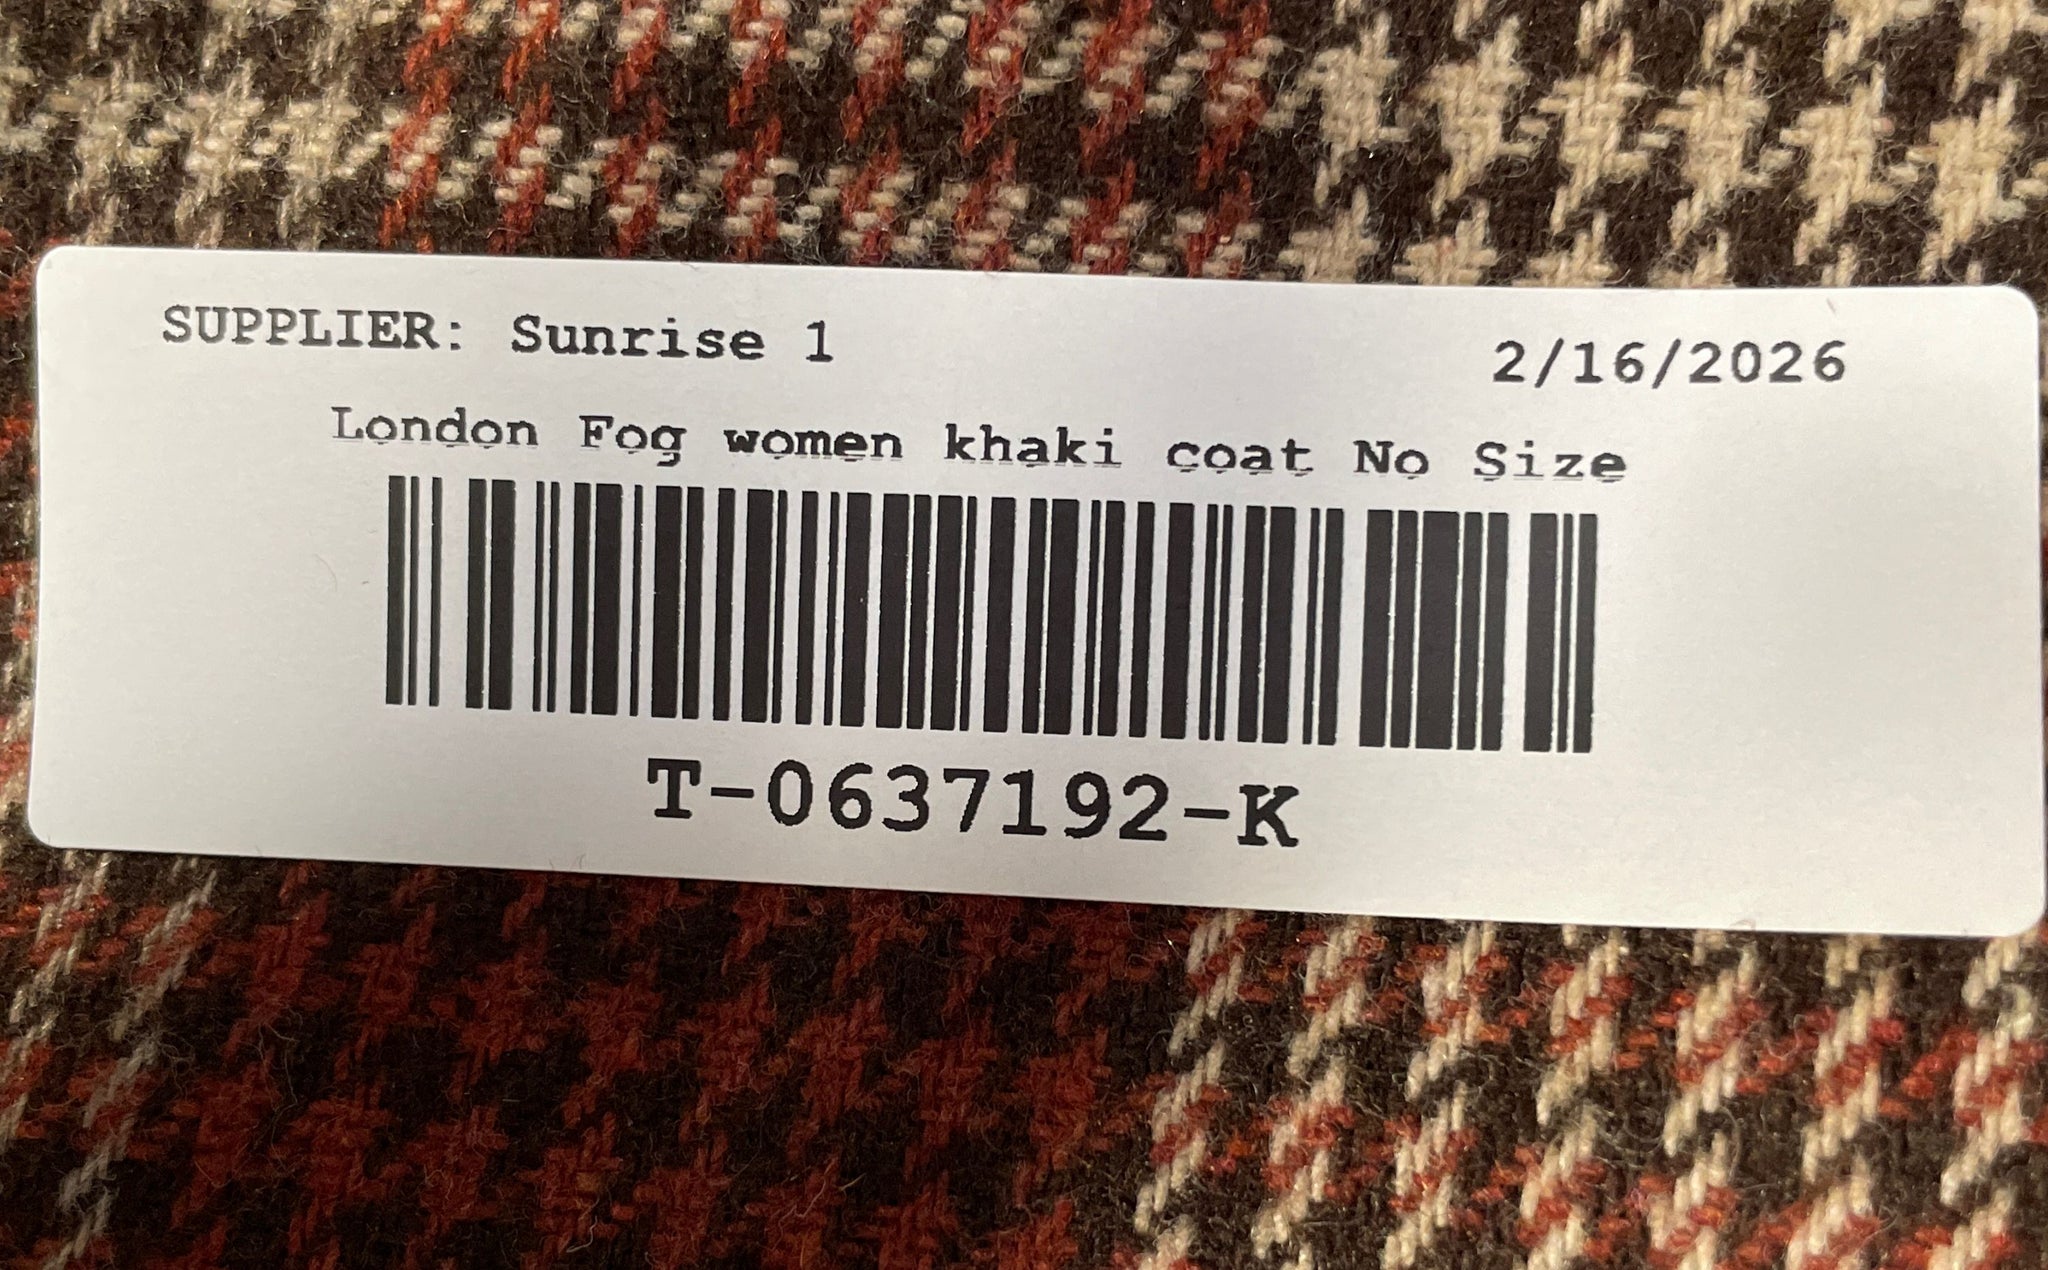 SUPPLIER: Sunrise 1 2/16/2026
London Fog women khaki coat No Size
T-0637192-K